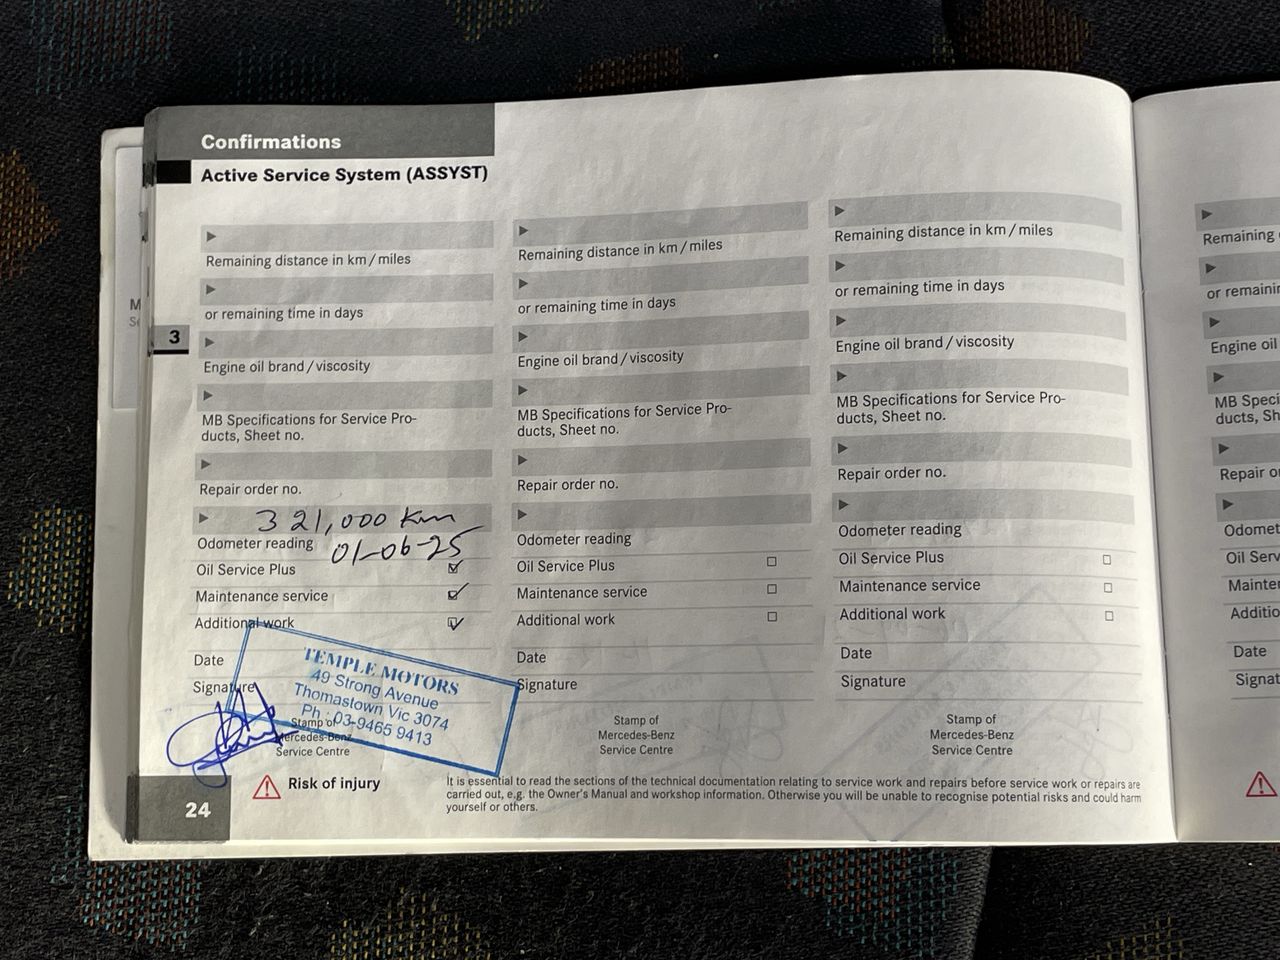 Confirmations
Active Service System (ASSYST)
Remaining distance in km/miles
or remaining time in days
3
Engine oil brand/viscosity
MB Specifications for Service Pro-
ducts, Sheet no.
Repair order no.
321,000 Km
Odometer reading
01-06-25
Oil Service Plus
Maintenance service
Additional work
Date
Signature
TEMPLE MOTORS
49 Strong Avenue
Thomastown Vic 3074
Ph : 03-9465 9413
Stamp of
Mercedes-Benz
Service Centre
Remaining distance in km/miles
or remaining time in days
Engine oil brand/viscosity
MB Specifications for Service Pro-
ducts, Sheet no.
Repair order no.
Odometer reading
Oil Service Plus
Maintenance service
Additional work
Date
Signature
Stamp of
Mercedes-Benz
Service Centre
Remaining distance in km/miles
or remaining time in days
Engine oil brand/viscosity
MB Specifications for Service Pro-
ducts, Sheet no.
Repair order no.
Odometer reading
Oil Service Plus
Maintenance service
Additional work
Date
Signature
Stamp of
Mercedes-Benz
Service Centre
Risk of injury
It is essential to read the sections of the technical documentation relating to service work and repairs before service work or repairs are
carried out, e.g. the Owner's Manual and workshop information. Otherwise you will be unable to recognise potential risks and could harm
yourself or others.
24
Remaining
or
Engine oil
MB
ducts,
Repair
Oil
Date